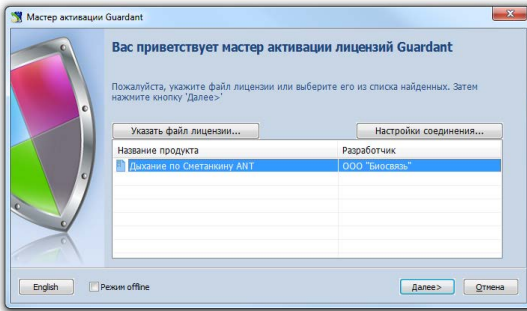 Мастер активации Guardant
Вас приветствует мастер активации лицензий Guardant
Пожалуйста, укажите файл лицензии или выберите его из списка найденных. Затем
нажмите кнопку 'Далее>'
Указать файл лицензии... Настройки соединения...
Название продукта Разработчик
Дыхание по Сметанкину ANT ООО "Биосвязь"
English Режим offline Далее> Отмена